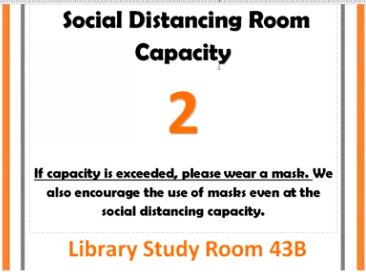 Social Distancing Room
Capacity
2
If capacity is exceeded, please wear a mask. We
also encourage the use of masks even at the
social distancing capacity.
Library Study Room 43B